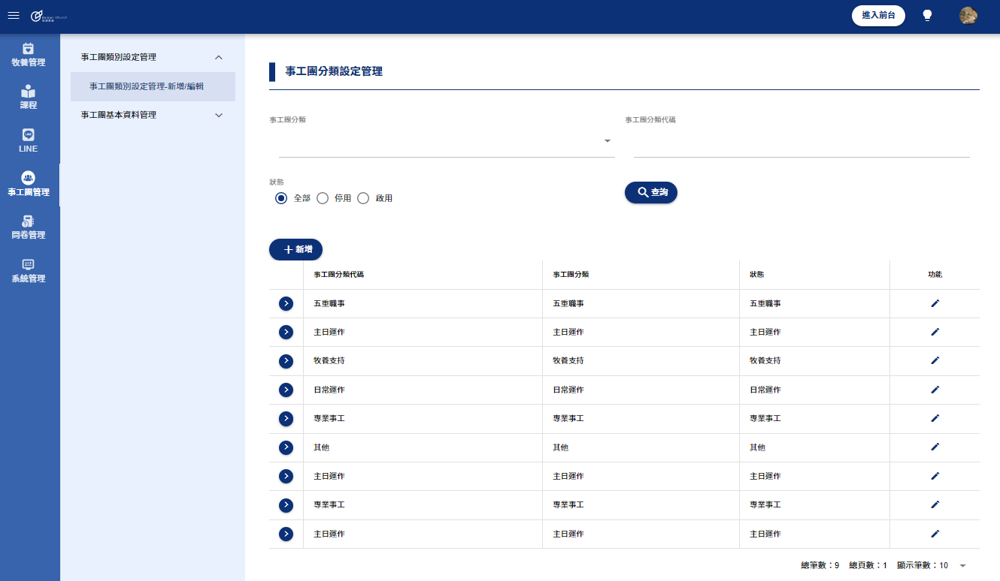 進入前台
牧養管理
課程
LINE
事工團管理
問卷管理
系統管理
事工團類別設定管理
事工團類別設定管理-新增/編輯
事工團基本資料管理
事工團分類設定管理
事工團分類 事工團分類代碼
狀態
全部 停用 啟用
查詢
新增
事工團分類代碼 事工團分類 狀態 功能
五重職事 五重職事 五重職事
主日運作 主日運作 主日運作
牧養支持 牧養支持 牧養支持
日常運作 日常運作 日常運作
專業事工 專業事工 專業事工
其他 其他 其他
主日運作 主日運作 主日運作
專業事工 專業事工 專業事工
主日運作 主日運作 主日運作
總筆數：9 總頁數：1 顯示筆數：10